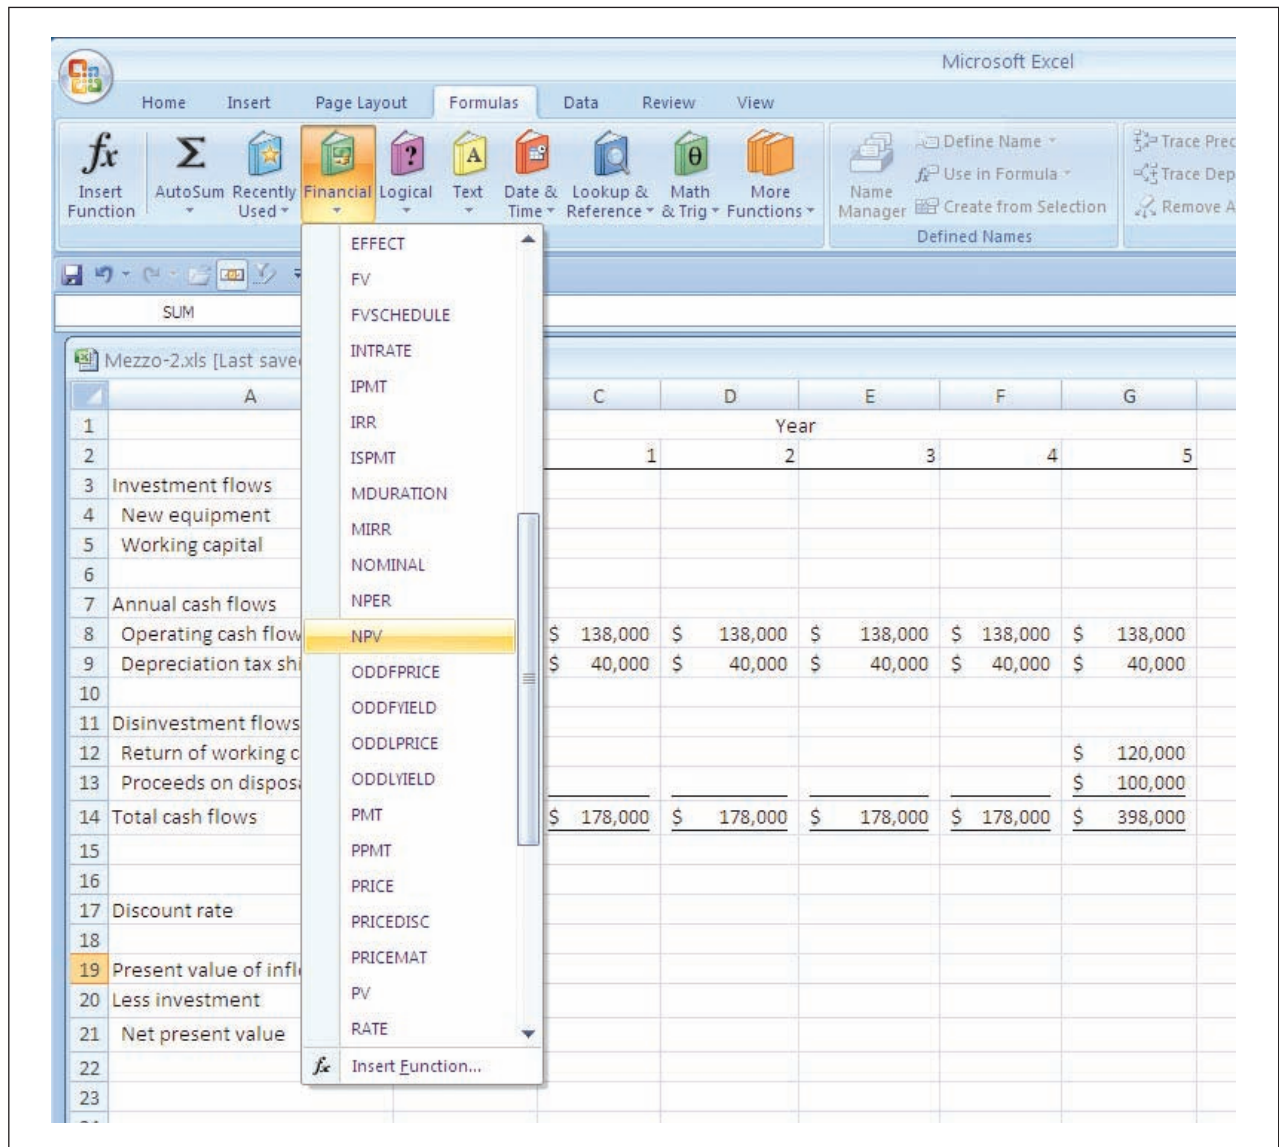 Microsoft Excel
Home Insert Page Layout Formulas Data Review View
fx Σ ? A θ
Insert Function AutoSum Recently Used Financial Logical Text Date & Time Lookup & Reference Math & Trig More Functions
Name Manager
Define Name
Use in Formula
Create from Selection
Defined Names
Trace Prec
Trace Dep
Remove A
SUM
Mezzo-2.xls [Last save
EFFECT
FV
FVSCHEDULE
INTRATE
IPMT
IRR
ISPMT
MDURATION
MIRR
NOMINAL
NPER
NPV
ODDFPRICE
ODDFYIELD
ODDLPRICE
ODDLYIELD
PMT
PPMT
PRICE
PRICEDISC
PRICEMAT
PV
RATE
fx Insert Function...
A C D E F G
1 Year
2 1 2 3 4 5
3 Investment flows
4 New equipment
5 Working capital
6
7 Annual cash flows
8 Operating cash flow $ 138,000 $ 138,000 $ 138,000 $ 138,000 $ 138,000
9 Depreciation tax shi $ 40,000 $ 40,000 $ 40,000 $ 40,000 $ 40,000
10
11 Disinvestment flows
12 Return of working c $ 120,000
13 Proceeds on dispos $ 100,000
14 Total cash flows $ 178,000 $ 178,000 $ 178,000 $ 178,000 $ 398,000
15
16
17 Discount rate
18
19 Present value of infl
20 Less investment
21 Net present value
22
23